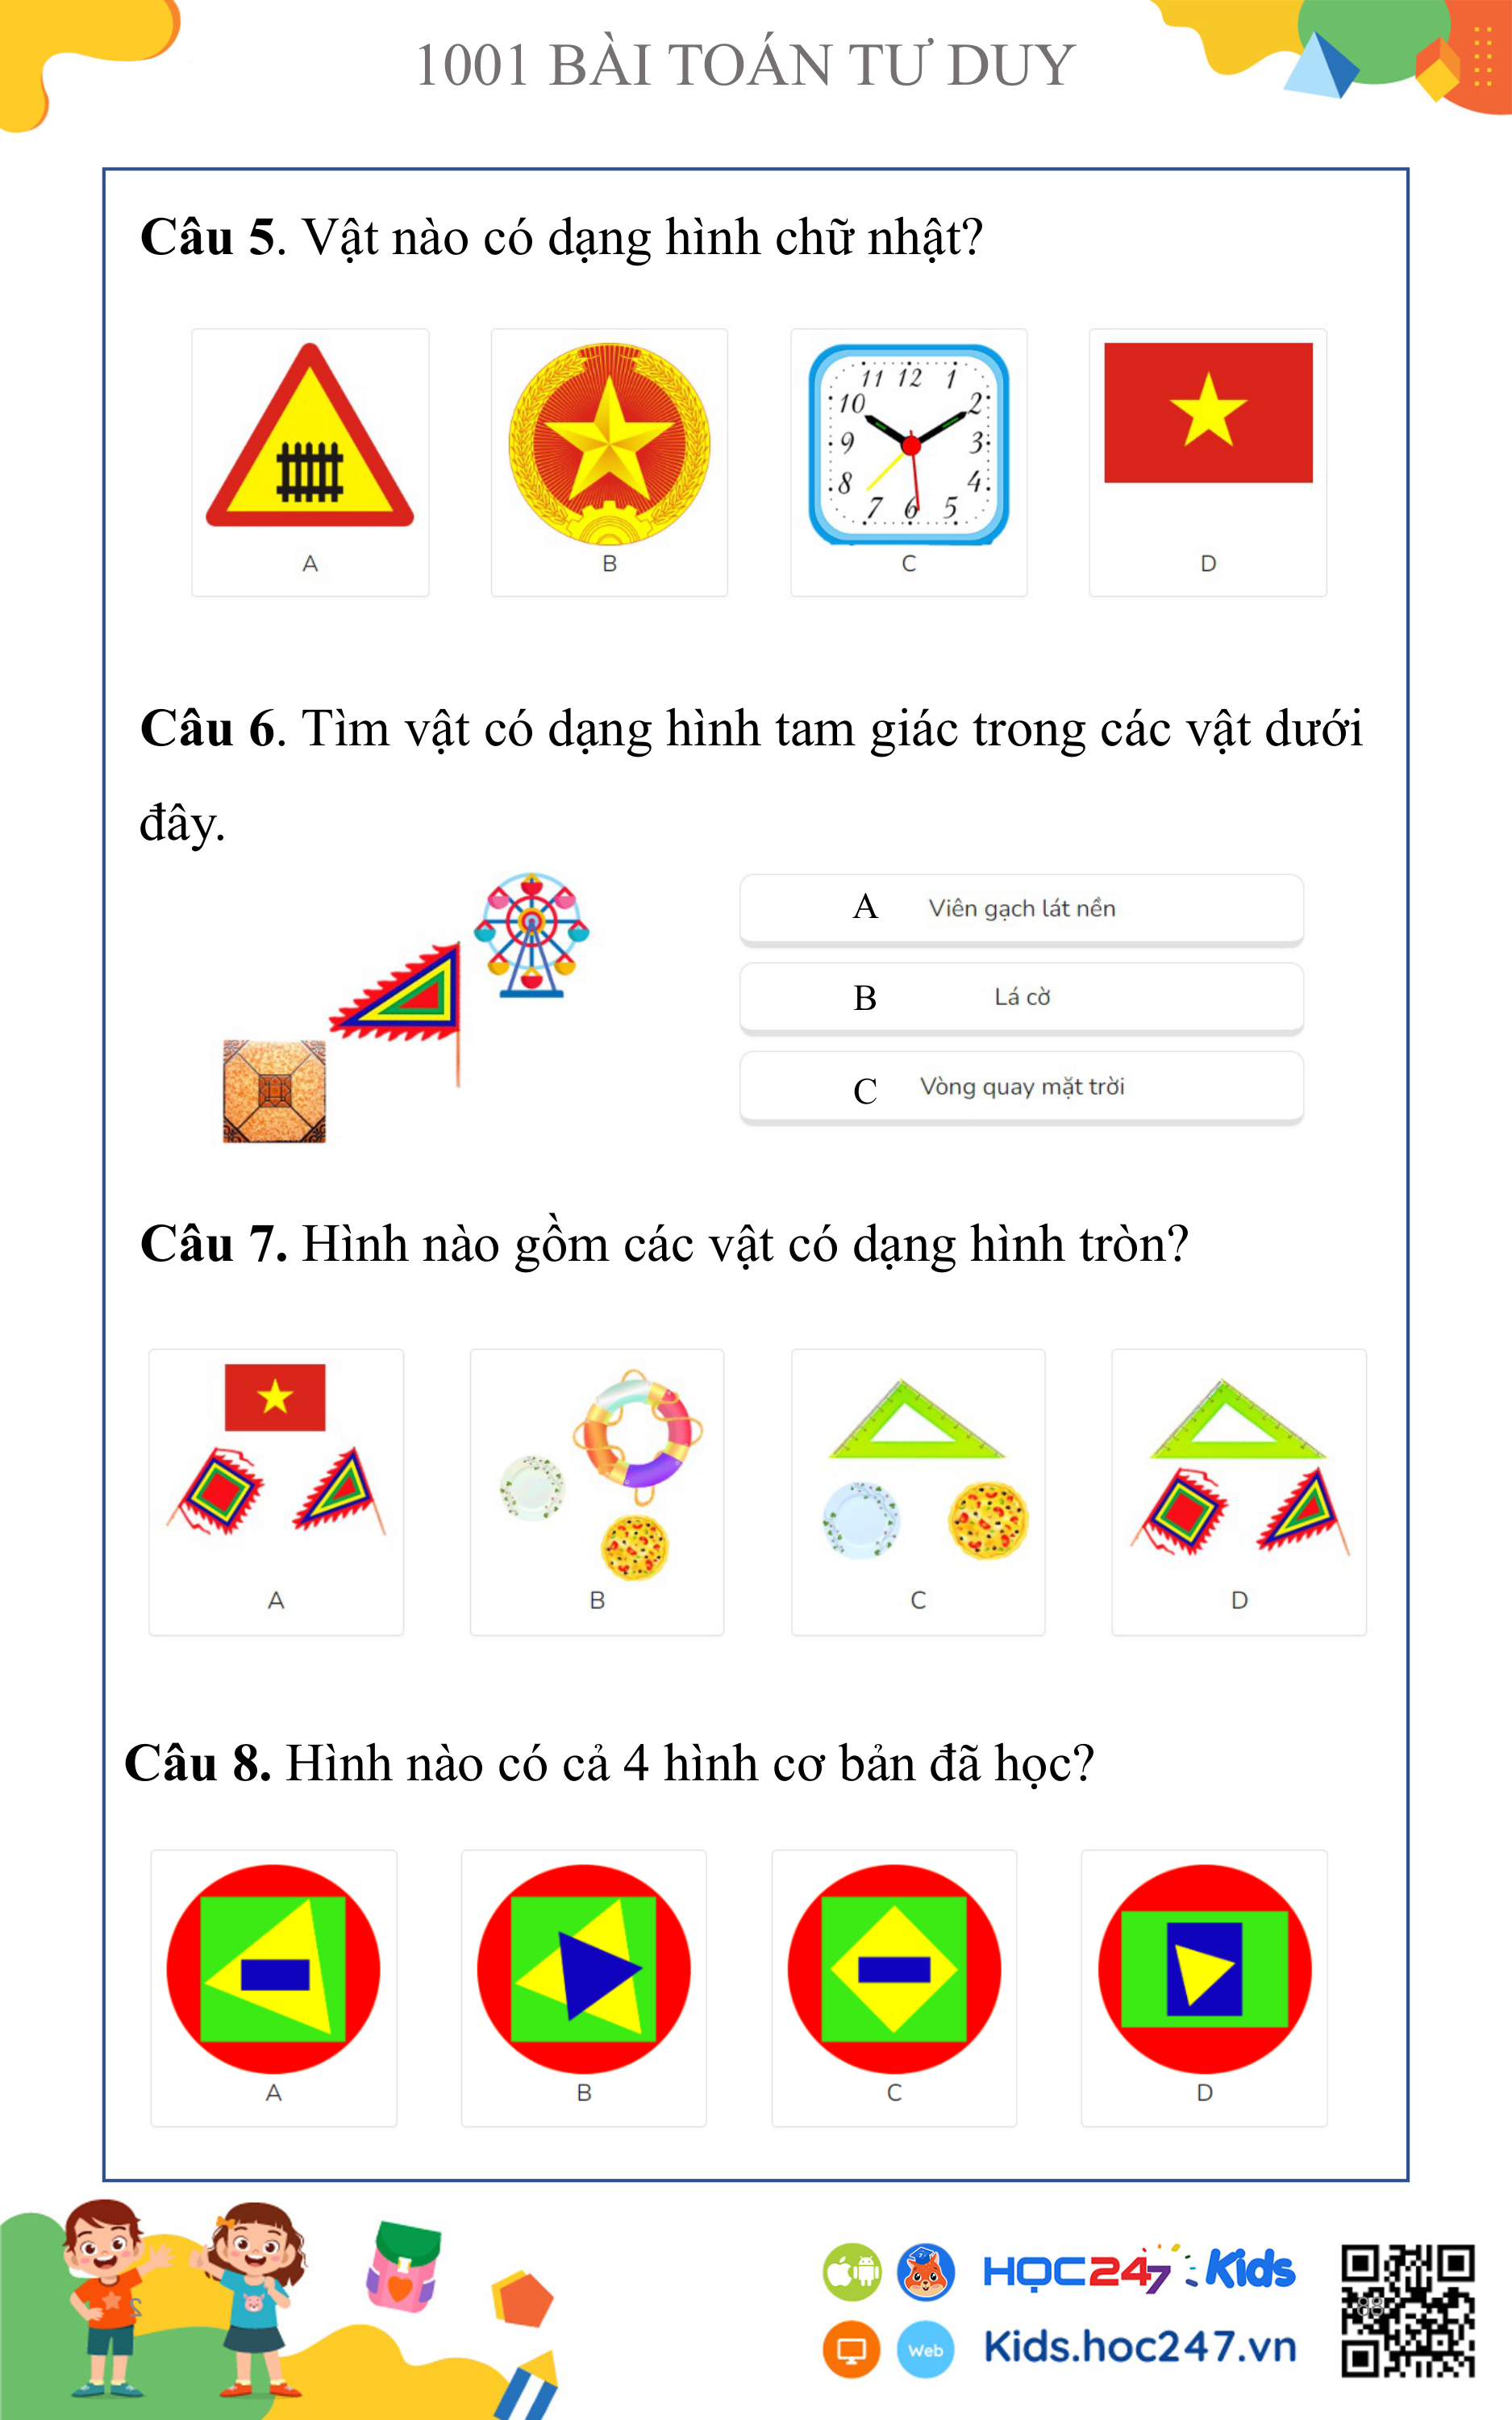 1001 BÀI TOÁN TƯ DUY
Câu 5. Vật nào có dạng hình chữ nhật?
11 12 1
10 2
9 3
8 4
7 6 5
A B C D
Câu 6. Tìm vật có dạng hình tam giác trong các vật dưới
đây.
A Viên gạch lát nền
B Lá cờ
C Vòng quay mặt trời
Câu 7. Hình nào gồm các vật có dạng hình tròn?
A B C D
Câu 8. Hình nào có cả 4 hình cơ bản đã học?
A B C D
HỌC247 Kids
Web Kids.hoc247.vn
88
2